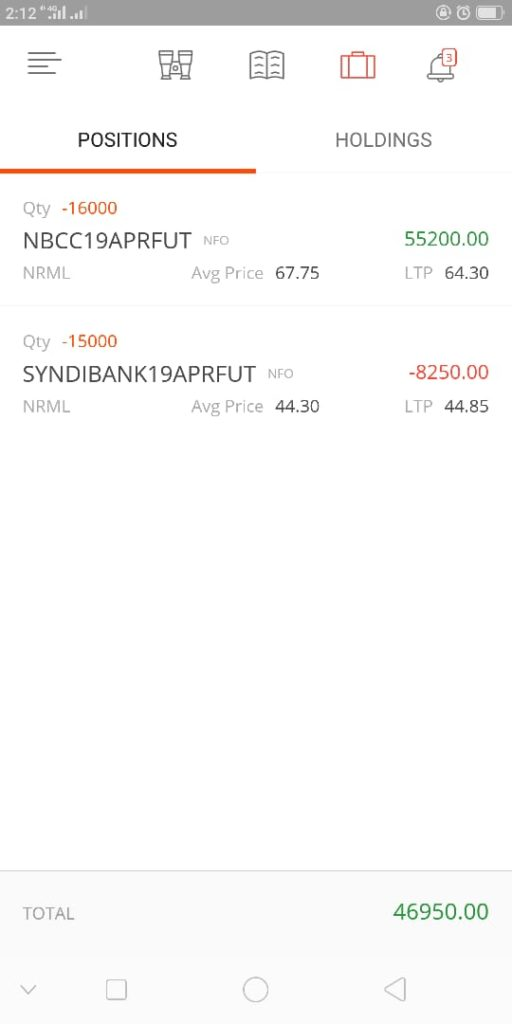 2:12 4G
3
POSITIONS HOLDINGS
Qty -16000
NBCC19APRFUT NFO 55200.00
NRML Avg Price 67.75 LTP 64.30
Qty -15000
SYNDIBANK19APRFUT NFO -8250.00
NRML Avg Price 44.30 LTP 44.85
TOTAL 46950.00